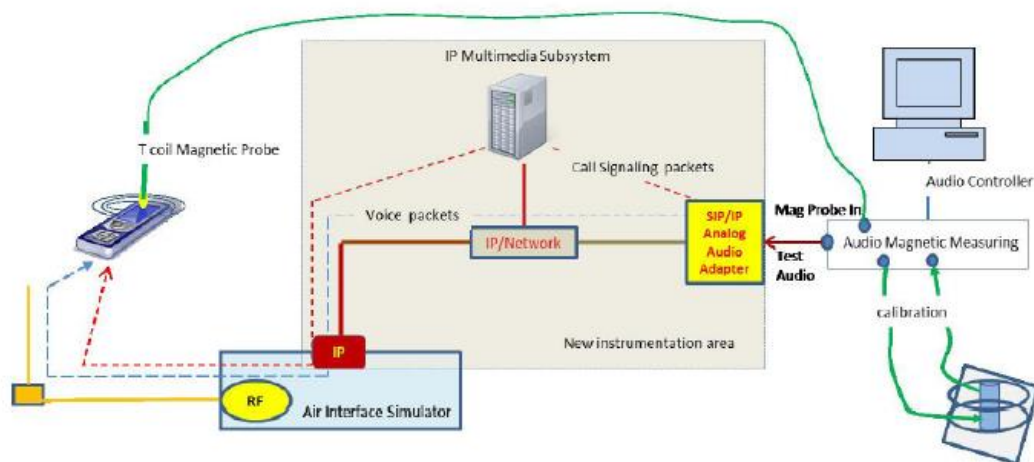 IP Multimedia Subsystem
T coil Magnetic Probe
Call Signaling packets
Audio Controller
Voice packets
SIP/IP
Analog
Audio
Adapter
Mag Probe In
IP/Network
Audio Magnetic Measuring
Test
Audio
calibration
IP
New instrumentation area
RF
Air Interface Simulator